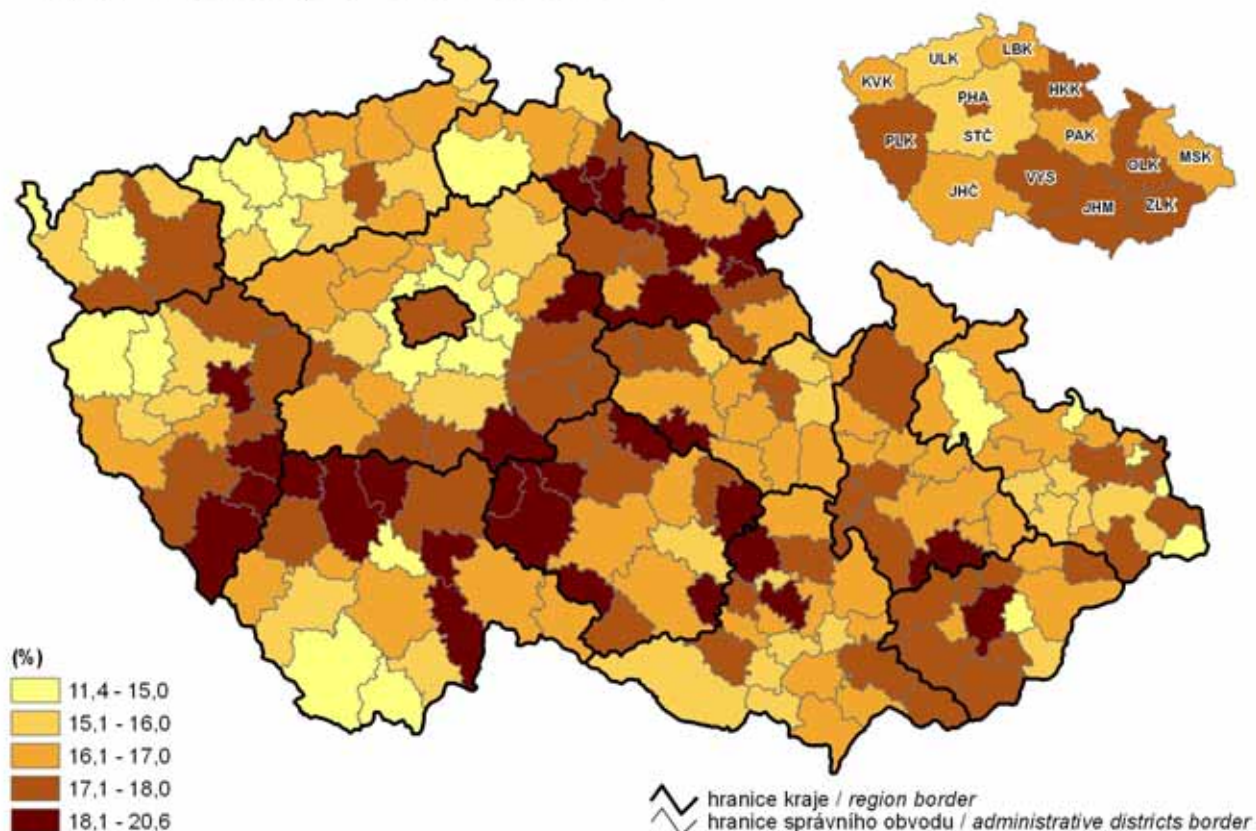 ULK
LBK
KVK
PHA
HKK
STČ
PLK
PAK
OLK
MSK
VYS
JHČ
JHM
ZLK
(%)
11,4 - 15,0
15,1 - 16,0
16,1 - 17,0
17,1 - 18,0
18,1 - 20,6
hranice kraje / region border
hranice správního obvodu / administrative districts border